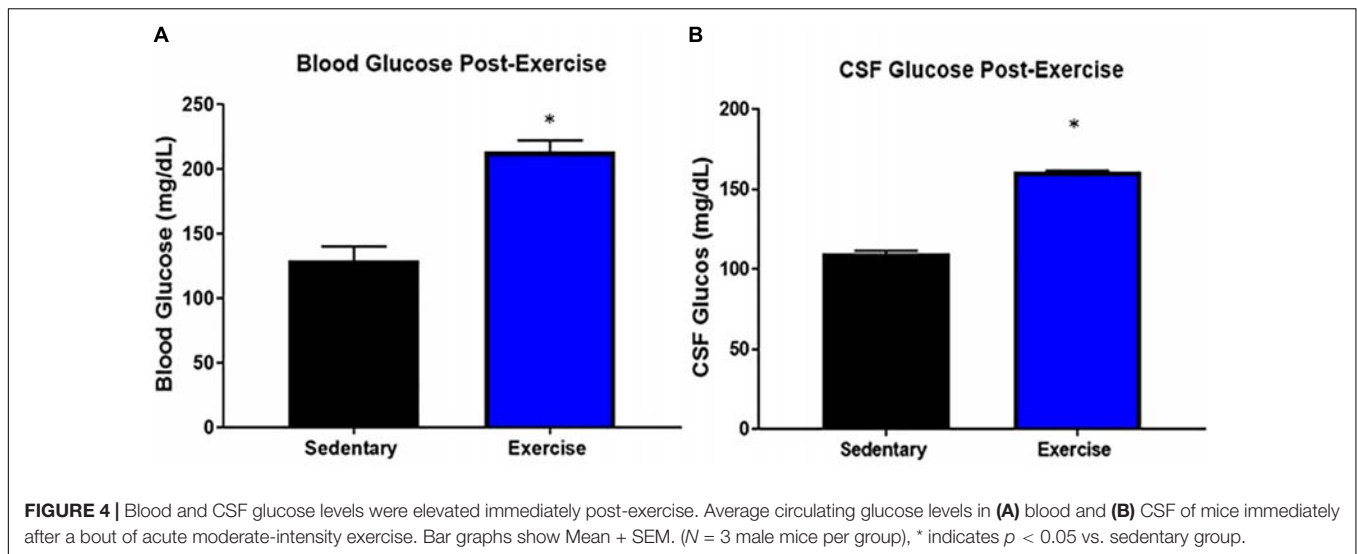 A
Blood Glucose Post-Exercise
Blood Glucose (mg/dL)
250
200
150
100
50
0
*
Sedentary
Exercise
B
CSF Glucose Post-Exercise
CSF Glucos (mg/dL)
200
150
100
50
0
*
Sedentary
Exercise
FIGURE 4 | Blood and CSF glucose levels were elevated immediately post-exercise. Average circulating glucose levels in (A) blood and (B) CSF of mice immediately
after a bout of acute moderate-intensity exercise. Bar graphs show Mean + SEM. (N = 3 male mice per group), * indicates p < 0.05 vs. sedentary group.